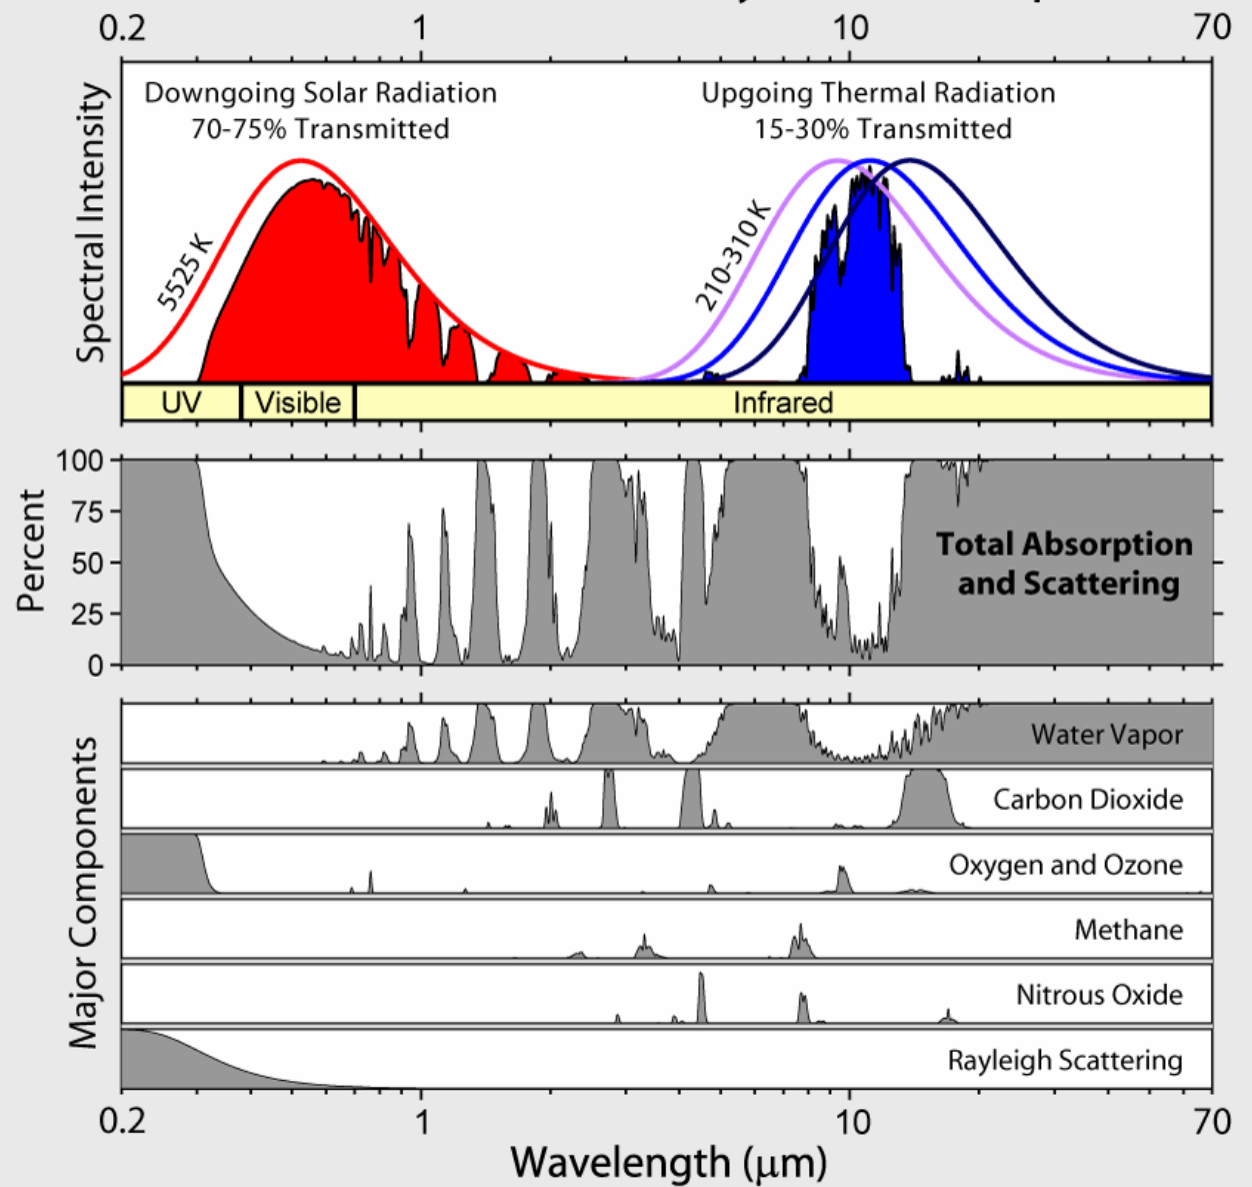 0.2 1 10 70
Downgoing Solar Radiation
70-75% Transmitted
Upgoing Thermal Radiation
15-30% Transmitted
Spectral Intensity
5525 K
210-310 K
UV Visible Infrared
Percent
100
75
50
25
0
Total Absorption
and Scattering
Major Components
Water Vapor
Carbon Dioxide
Oxygen and Ozone
Methane
Nitrous Oxide
Rayleigh Scattering
0.2 1 10 70
Wavelength (μm)